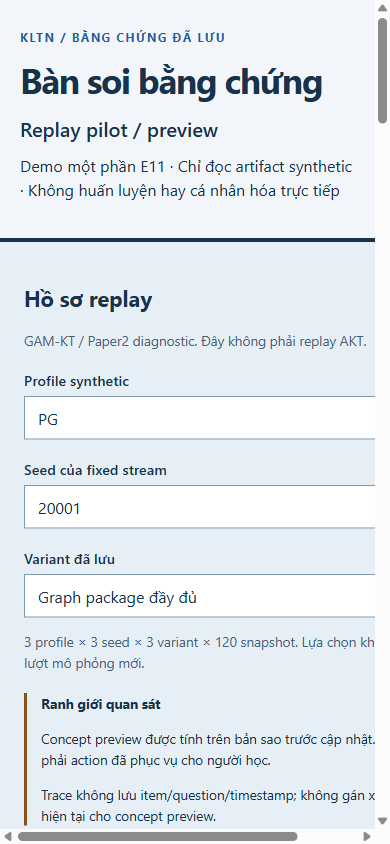 KLTN / BẰNG CHỨNG ĐÃ LƯU
Bàn soi bằng chứng
Replay pilot / preview
Demo một phần E11 · Chỉ đọc artifact synthetic
· Không huấn luyện hay cá nhân hóa trực tiếp
Hồ sơ replay
GAM-KT / Paper2 diagnostic. Đây không phải replay AKT.
Profile synthetic
PG
Seed của fixed stream
20001
Variant đã lưu
Graph package đầy đủ
3 profile × 3 seed × 3 variant × 120 snapshot. Lựa chọn
lượt mô phỏng mới.
Ranh giới quan sát
Concept preview được tính trên bản sao trước cập nhật.
phải action đã phục vụ cho người học.
Trace không lưu item/question/timestamp; không gán
hiện tại cho concept preview.